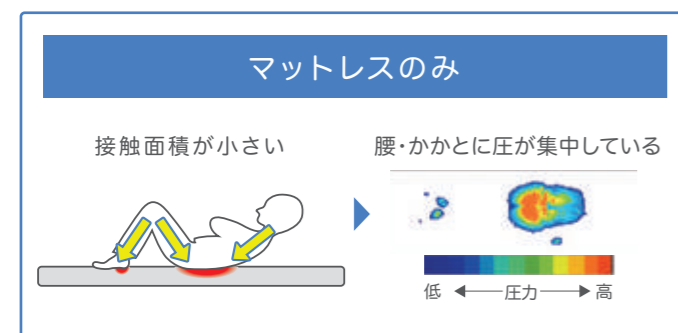 マットレスのみ
接触面積が小さい
腰・かかとに圧が集中している
低 圧力 高